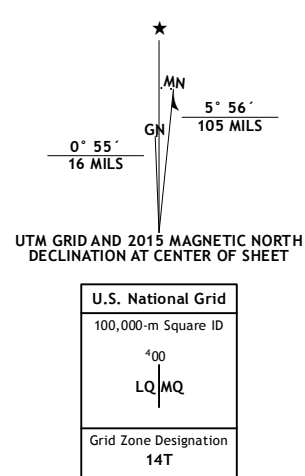 ★
MN
GN
5° 56´
105 MILS
0° 55´
16 MILS
UTM GRID AND 2015 MAGNETIC NORTH
DECLINATION AT CENTER OF SHEET
U.S. National Grid
100,000-m Square ID
⁴00
LQ MQ
Grid Zone Designation
14T